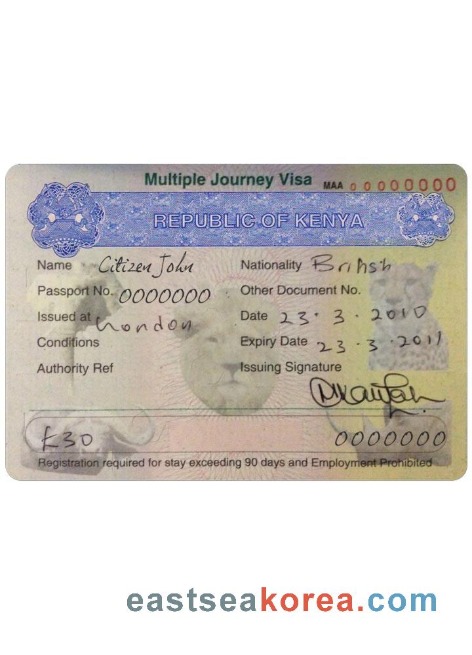 Multiple Journey Visa MAA 00000000
REPUBLIC OF KENYA
Name Citizen John Nationality British
Passport No. 0000000 Other Document No.
Issued at London Date 23·3·2010
Conditions Expiry Date 23·3·2011
Authority Ref Issuing Signature
£30 0000000
Registration required for stay exceeding 90 days and Employment Prohibited
eastseakorea.com